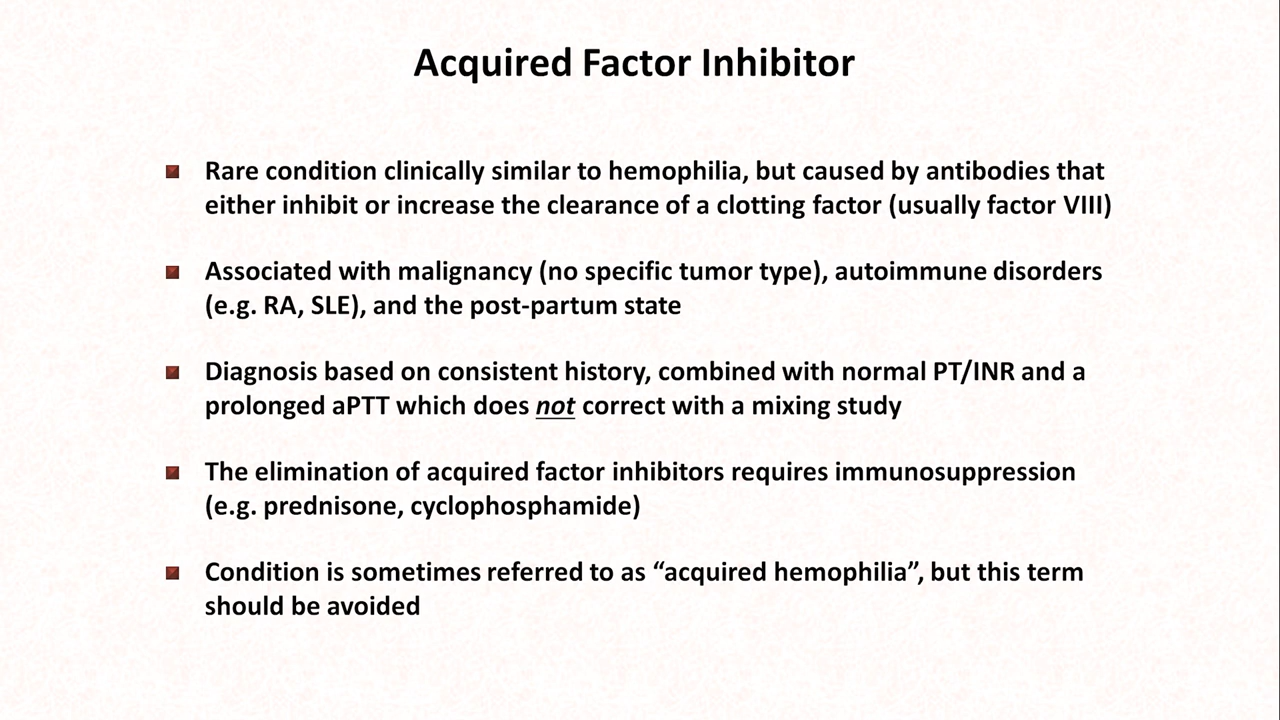 Acquired Factor Inhibitor
Rare condition clinically similar to hemophilia, but caused by antibodies that
either inhibit or increase the clearance of a clotting factor (usually factor VIII)
Associated with malignancy (no specific tumor type), autoimmune disorders
(e.g. RA, SLE), and the post-partum state
Diagnosis based on consistent history, combined with normal PT/INR and a
prolonged aPTT which does not correct with a mixing study
The elimination of acquired factor inhibitors requires immunosuppression
(e.g. prednisone, cyclophosphamide)
Condition is sometimes referred to as “acquired hemophilia”, but this term
should be avoided